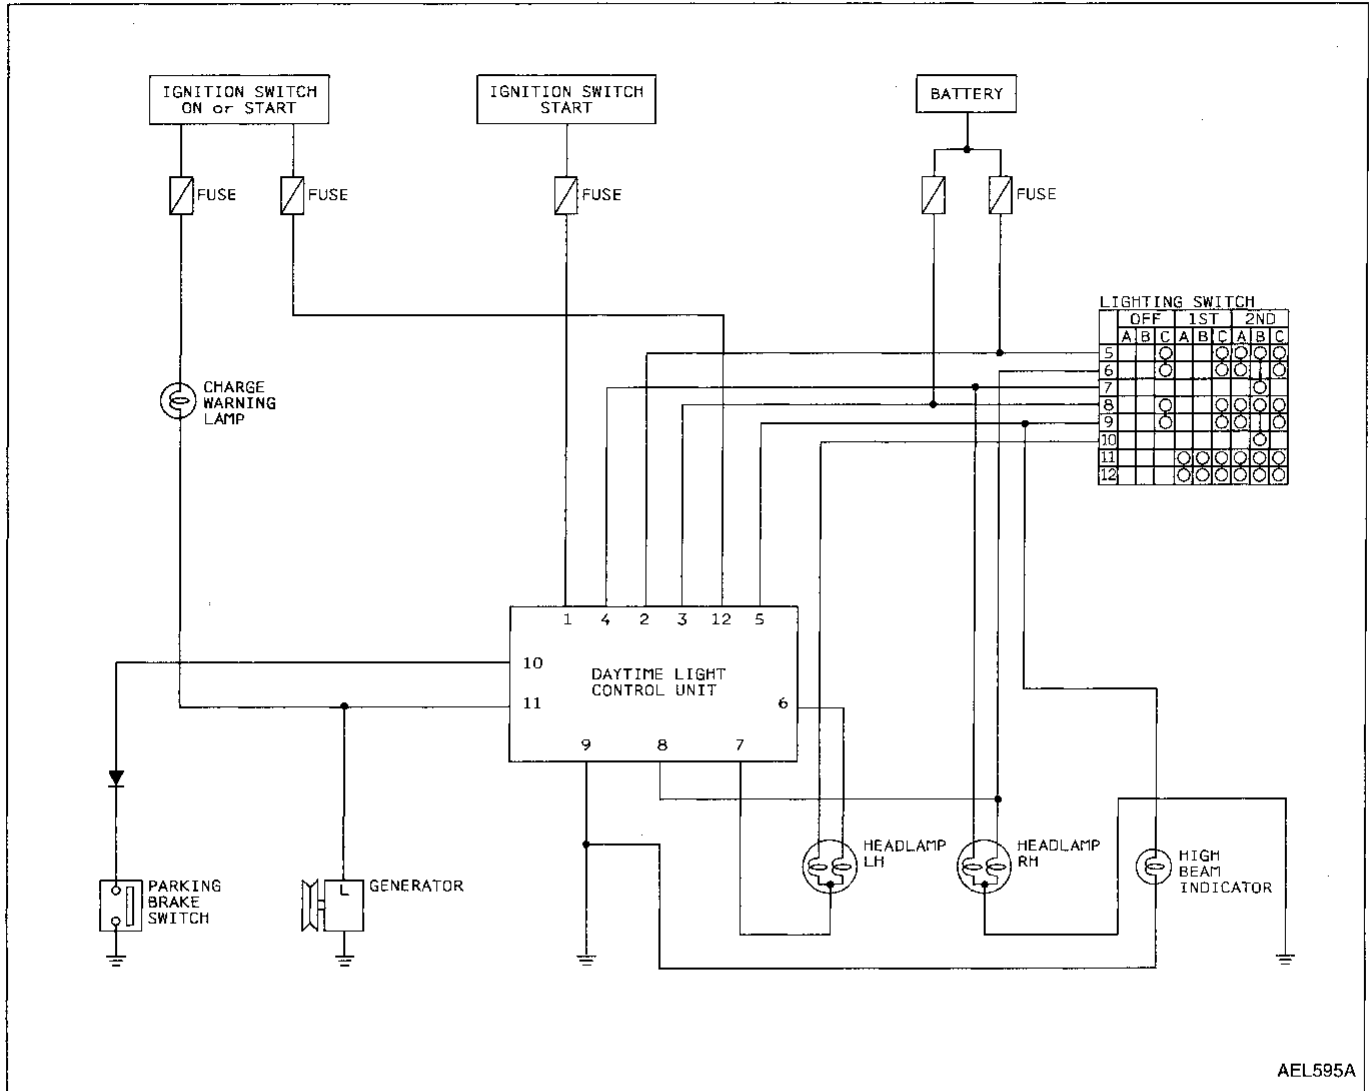 IGNITION SWITCH
ON or START
IGNITION SWITCH
START
BATTERY
FUSE
FUSE
FUSE
FUSE
LIGHTING SWITCH
OFF 1ST 2ND
A B C A B C A B C
5
6
7
8
9
10
11
12
CHARGE
WARNING
LAMP
1 4 2 3 12 5
10
DAYTIME LIGHT
CONTROL UNIT
11
6
9 8 7
HEADLAMP
LH
HEADLAMP
RH
HIGH
BEAM
INDICATOR
PARKING
BRAKE
SWITCH
L
GENERATOR
AEL595A